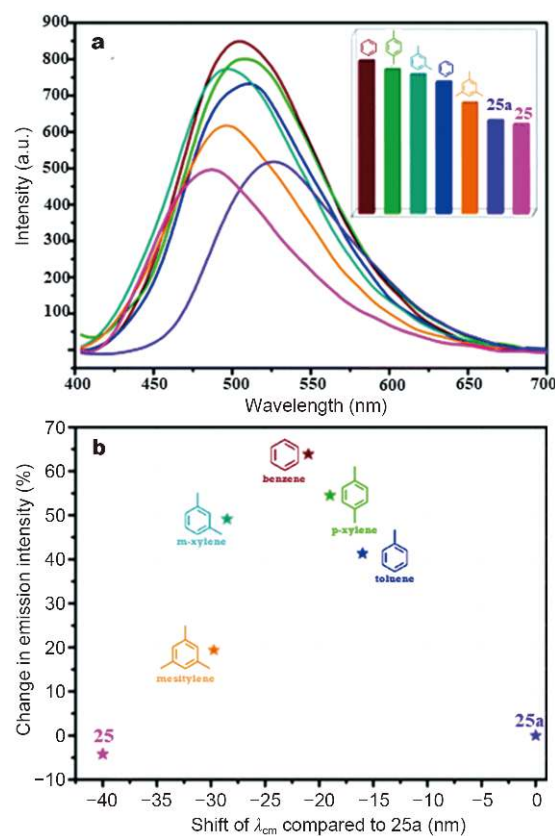 a
900
800
700
600
500
400
300
200
100
Intensity (a.u.)
25a
25
400
450
500
550
600
650
700
Wavelength (nm)
b
70
60
50
40
30
20
10
0
−10
Change in emission intensity (%)
benzene
p-xylene
m-xylene
toluene
mesitylene
25
25a
−40
−35
−30
−25
−20
−15
−10
−5
0
Shift of λcm compared to 25a (nm)